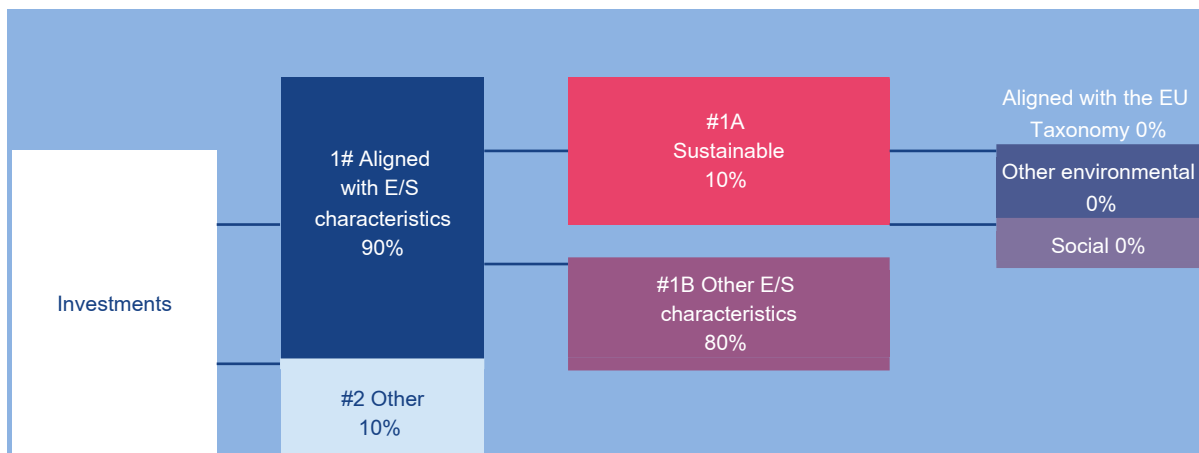 Investments
1# Aligned
with E/S
characteristics
90%
#2 Other
10%
#1A
Sustainable
10%
#1B Other E/S
characteristics
80%
Aligned with the EU
Taxonomy 0%
Other environmental
0%
Social 0%